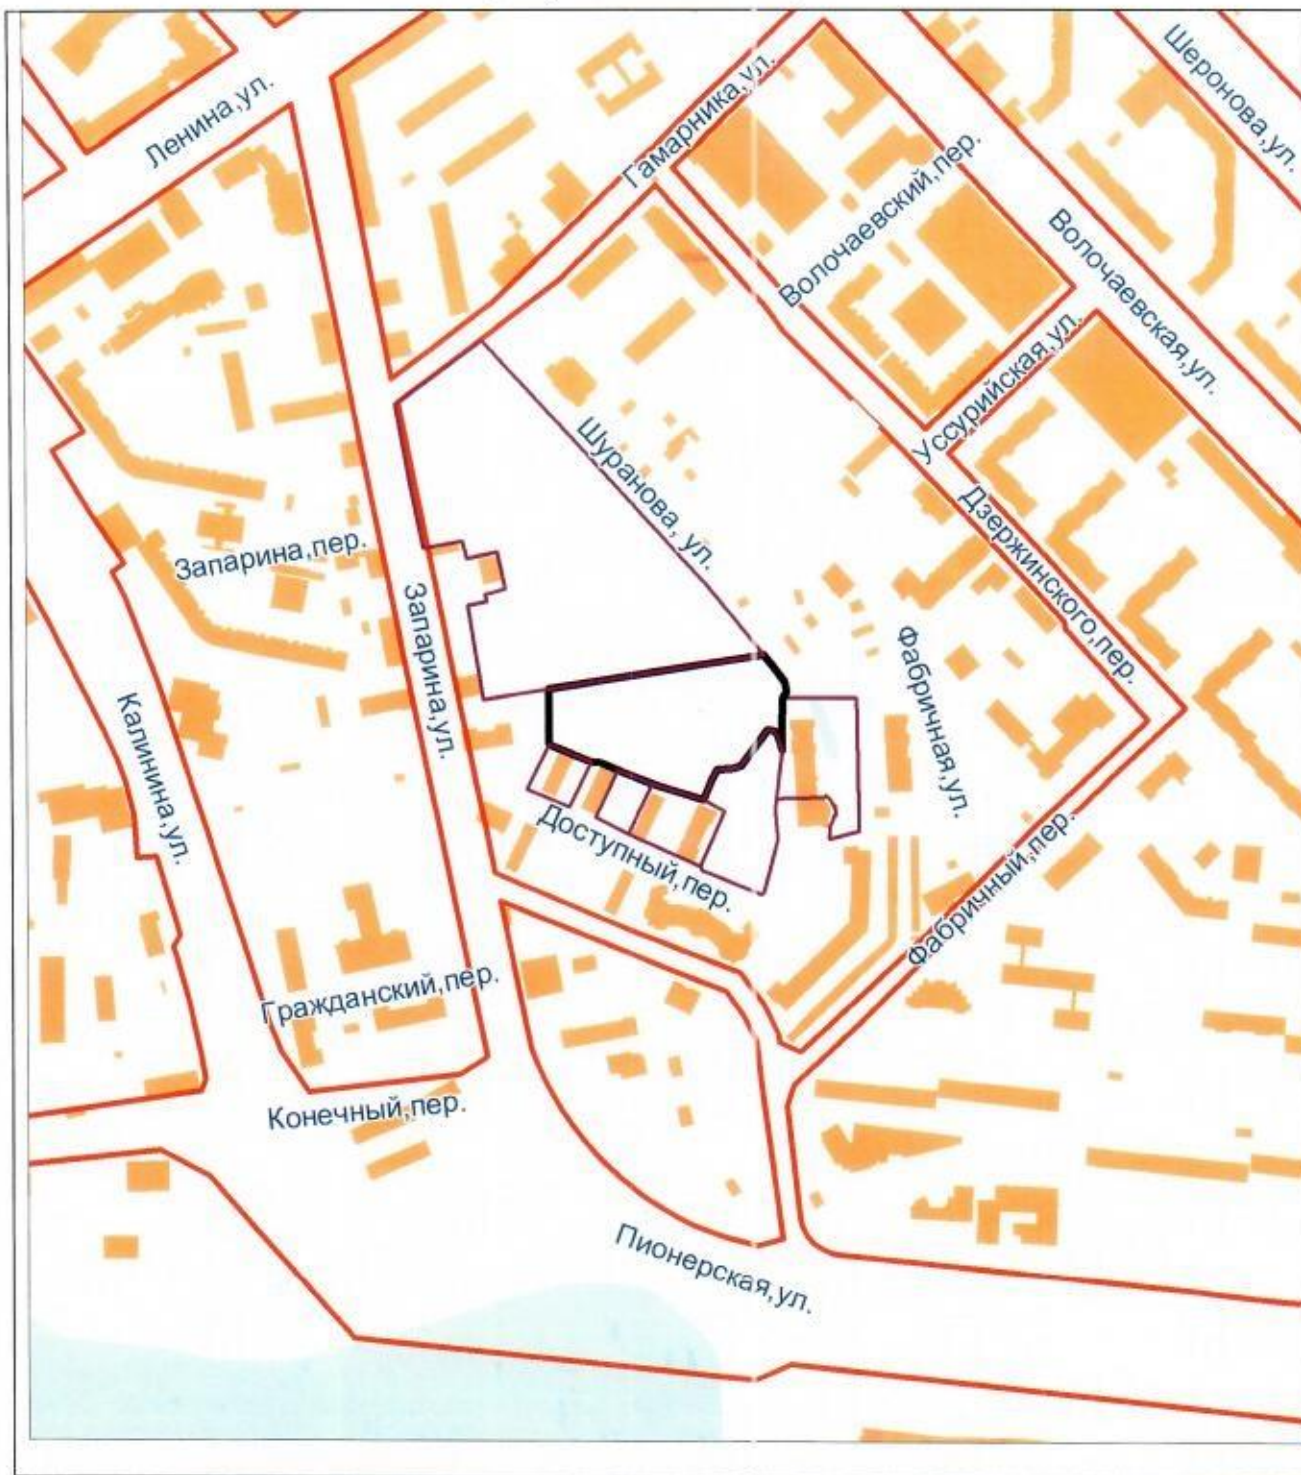 Шеронова,ул.
Ленина,ул.
Гамарника,ул.
Волочаевский,пер.
Волочаевская,ул.
Уссурийская,ул.
Шуранова, ул.
Дзержинского,пер.
Запарина,пер.
Запарина,ул.
Фабричная,ул.
Калинина,ул.
Доступный,пер.
Фабричный,пер.
Гражданский,пер.
Конечный,пер.
Пионерская,ул.